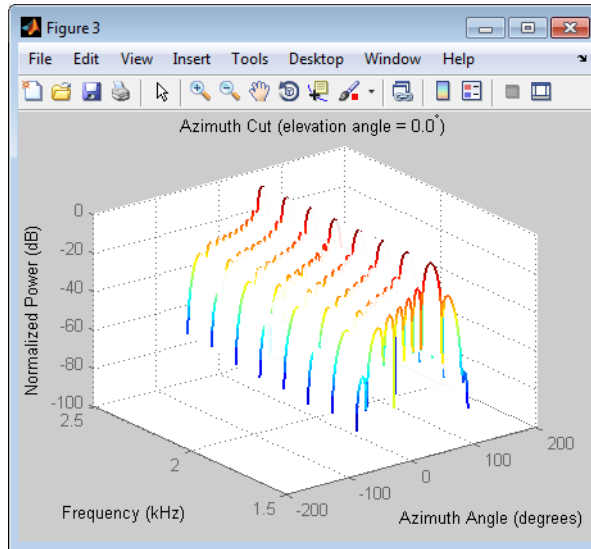 Figure 3
File Edit View Insert Tools Desktop Window Help
Azimuth Cut (elevation angle = 0.0°)
Normalized Power (dB)
0
-20
-40
-60
-80
-100
2.5
2
1.5
Frequency (kHz)
-200
-100
0
100
200
Azimuth Angle (degrees)